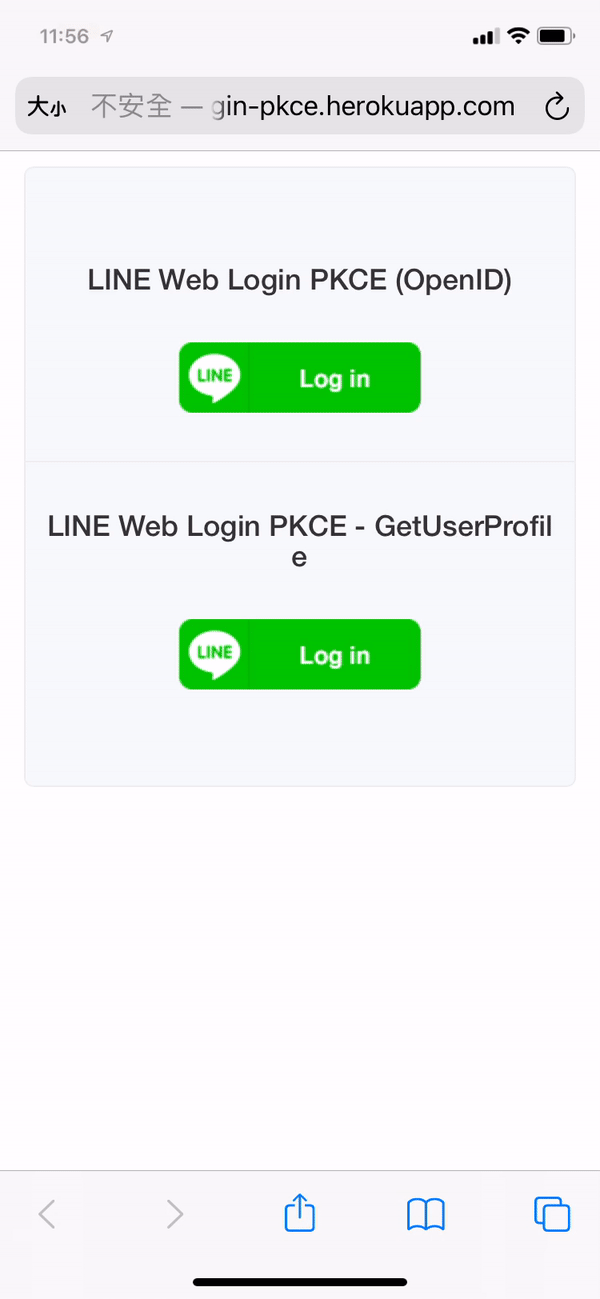 11:56
大小 不安全 — gin-pkce.herokuapp.com
LINE Web Login PKCE (OpenID)
LINE Log in
LINE Web Login PKCE - GetUserProfil
e
LINE Log in